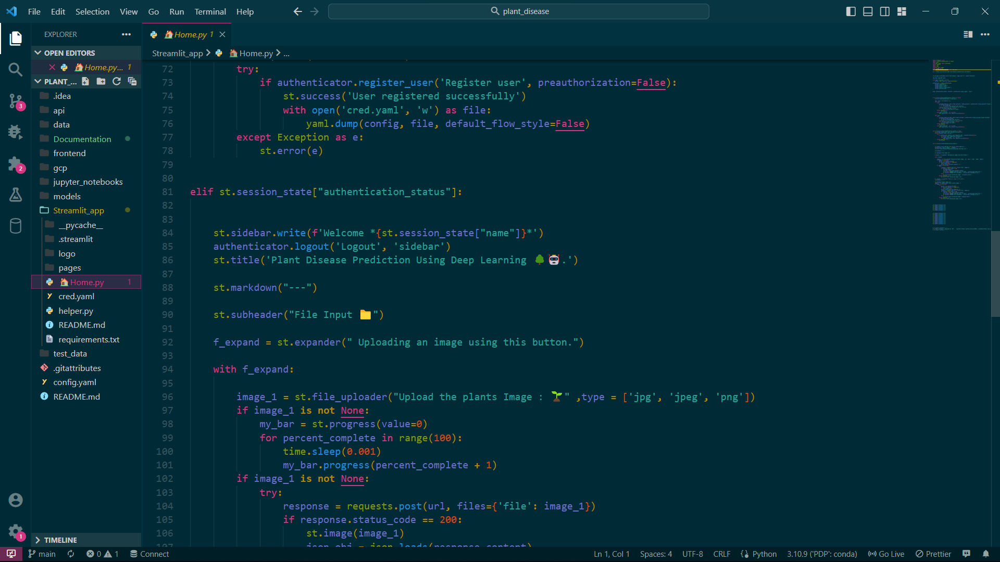 File Edit Selection View Go Run Terminal Help
plant_disease
EXPLORER
OPEN EDITORS
Home.py... 1
PLANT_...
.idea
api
data
Documentation
frontend
gcp
jupyter_notebooks
models
Streamlit_app
__pycache__
.streamlit
logo
pages
Home.py 1
cred.yaml
helper.py
README.md
requirements.txt
test_data
.gitattributes
config.yaml
README.md
TIMELINE
3
2
1
Home.py 1
Streamlit_app > Home.py > ...
72 try:
73 if authenticator.register_user('Register user', preauthorization=False):
74 st.success('User registered successfully')
75 with open('cred.yaml', 'w') as file:
76 yaml.dump(config, file, default_flow_style=False)
77 except Exception as e:
78 st.error(e)
79
80
81 elif st.session_state["authentication_status"]:
82
83
84 st.sidebar.write(f'Welcome *{st.session_state["name"]}*')
85 authenticator.logout('Logout', 'sidebar')
86 st.title('Plant Disease Prediction Using Deep Learning 🌳🤖.')
87
88 st.markdown("---")
89
90 st.subheader("File Input 📁")
91
92 f_expand = st.expander(" Uploading an image using this button.")
93
94 with f_expand:
95
96 image_1 = st.file_uploader("Upload the plants Image : 🌱" ,type = ['jpg', 'jpeg', 'png'])
97 if image_1 is not None:
98 my_bar = st.progress(value=0)
99 for percent_complete in range(100):
100 time.sleep(0.001)
101 my_bar.progress(percent_complete + 1)
102 if image_1 is not None:
103 try:
104 response = requests.post(url, files={'file': image_1})
105 if response.status_code == 200:
106 st.image(image_1)
107 json_obj = json.loads(response.content)
main 0 1 Connect
Ln 1, Col 1 Spaces: 4 UTF-8 CRLF Python 3.10.9 ('PDP': conda) Go Live Prettier